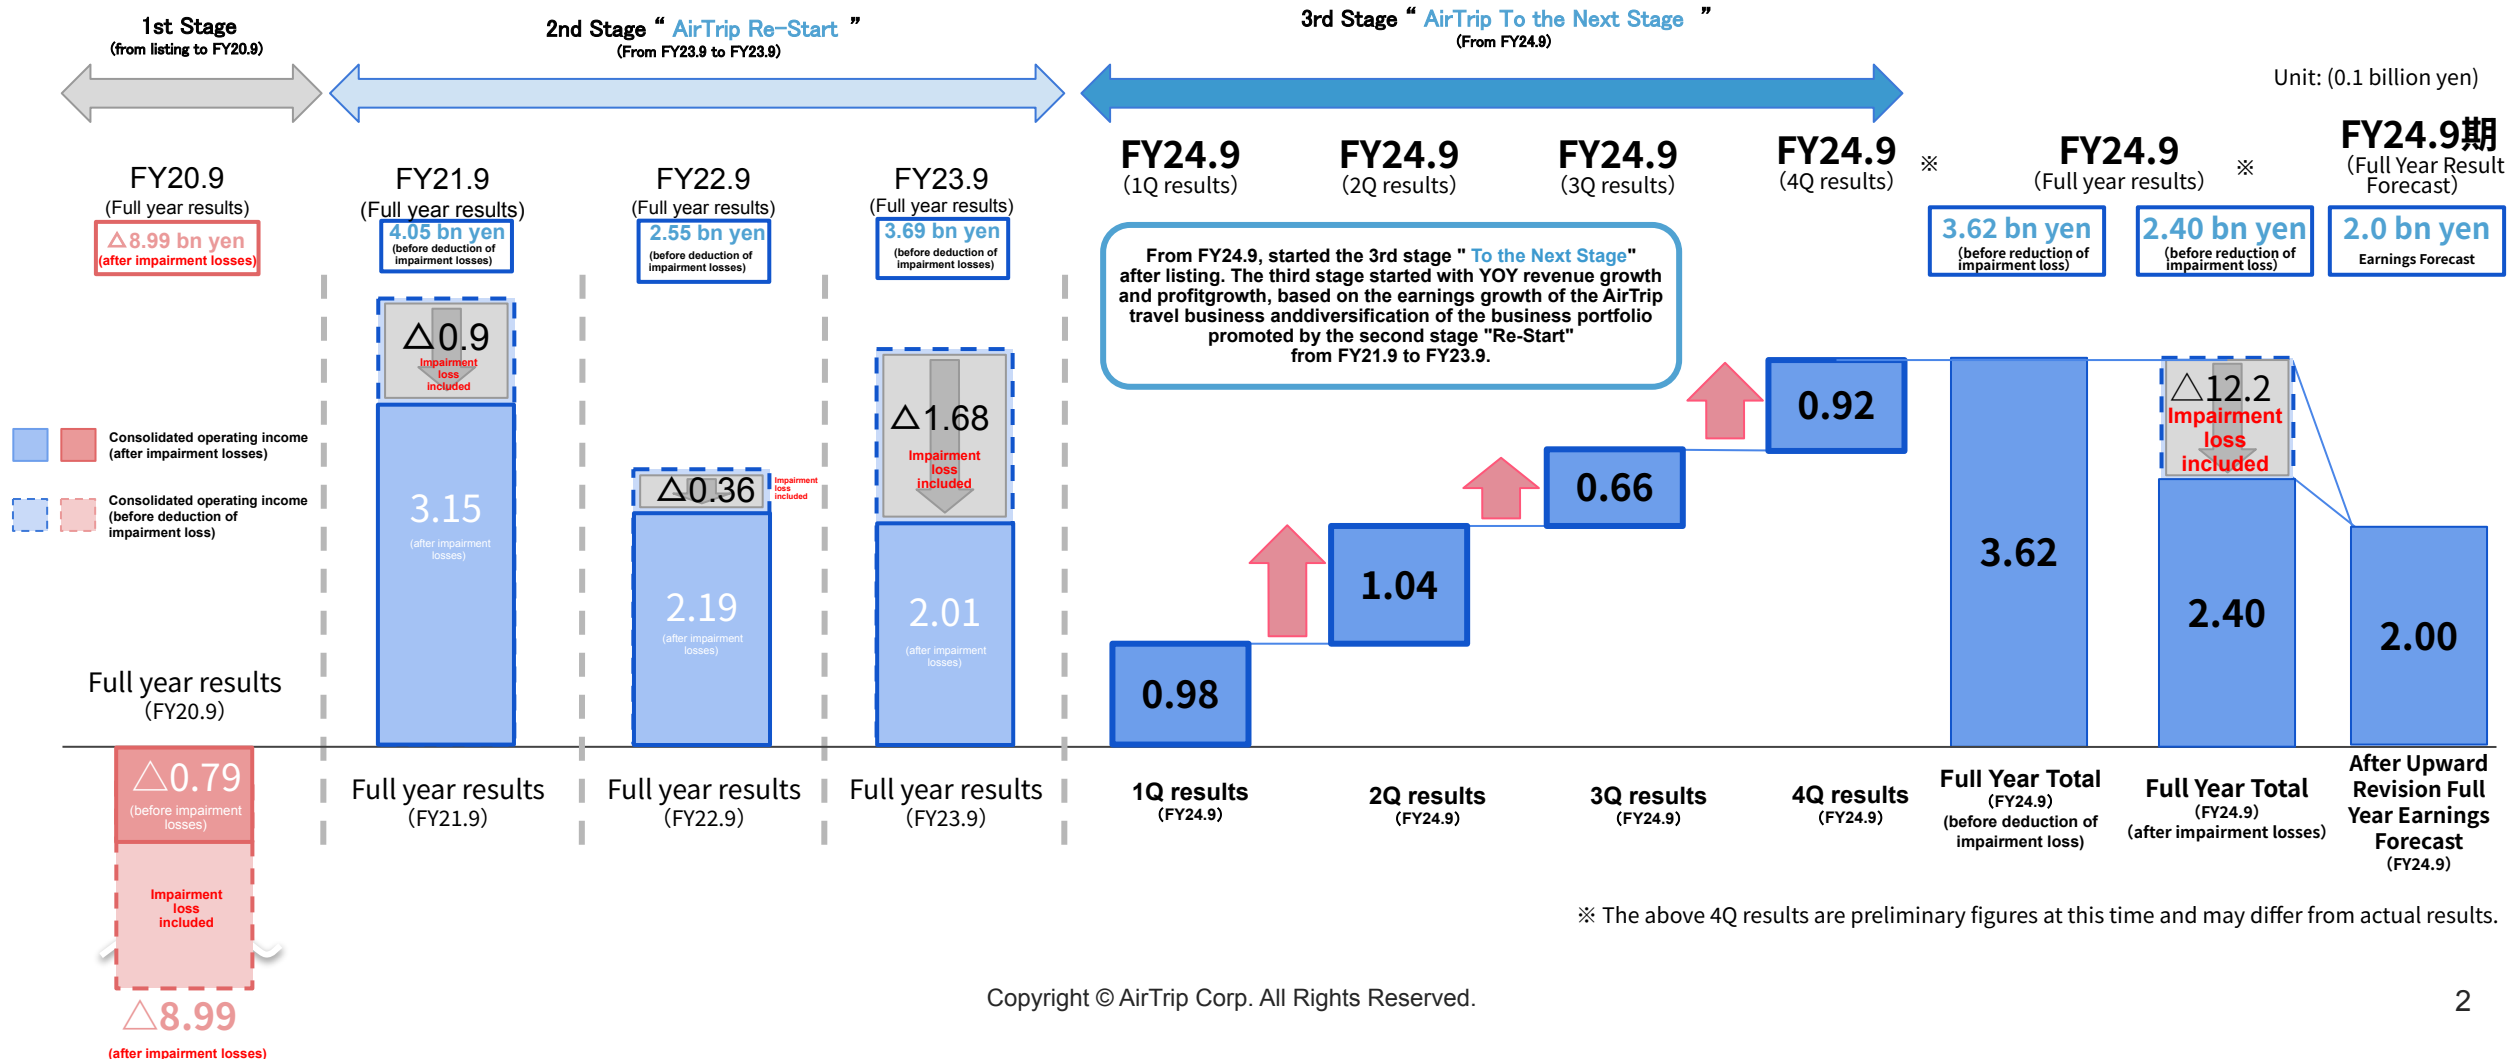 1st Stage
(from listing to FY20.9)
2nd Stage “ AirTrip Re-Start ”
(From FY23.9 to FY23.9)
3rd Stage “ AirTrip To the Next Stage ”
(From FY24.9)
Unit: (0.1 billion yen)
FY20.9
(Full year results)
△8.99 bn yen
(after impairment losses)
FY21.9
(Full year results)
4.05 bn yen
(before deduction of
impairment losses)
FY22.9
(Full year results)
2.55 bn yen
(before deduction of
impairment losses)
FY23.9
(Full year results)
3.69 bn yen
(before deduction of
impairment losses)
FY24.9
(1Q results)
FY24.9
(2Q results)
FY24.9
(3Q results)
FY24.9
(4Q results)
※
FY24.9
(Full year results)
※
FY24.9期
(Full Year Result
Forecast)
3.62 bn yen
(before reduction of
impairment loss)
2.40 bn yen
(before reduction of
impairment loss)
2.0 bn yen
Earnings Forecast
From FY24.9, started the 3rd stage " To the Next Stage"
after listing. The third stage started with YOY revenue growth
and profitgrowth, based on the earnings growth of the AirTrip
travel business anddiversification of the business portfolio
promoted by the second stage "Re-Start"
from FY21.9 to FY23.9.
Consolidated operating income
(after impairment losses)
Consolidated operating income
(before deduction of
impairment loss)
△0.9
Impairment
loss
included
3.15
(after impairment
losses)
△0.36
Impairment
loss
included
2.19
(after impairment
losses)
△1.68
Impairment
loss
included
2.01
(after impairment
losses)
0.98
1.04
0.66
0.92
3.62
△12.2
Impairment
loss
included
2.40
2.00
Full year results
(FY20.9)
△0.79
(before impairment
losses)
Impairment
loss
included
△8.99
(after impairment losses)
Full year results
(FY21.9)
Full year results
(FY22.9)
Full year results
(FY23.9)
1Q results
(FY24.9)
2Q results
(FY24.9)
3Q results
(FY24.9)
4Q results
(FY24.9)
Full Year Total
(FY24.9)
(before deduction of
impairment loss)
Full Year Total
(FY24.9)
(after impairment losses)
After Upward
Revision Full
Year Earnings
Forecast
(FY24.9)
※ The above 4Q results are preliminary figures at this time and may differ from actual results.
Copyright © AirTrip Corp. All Rights Reserved.
2